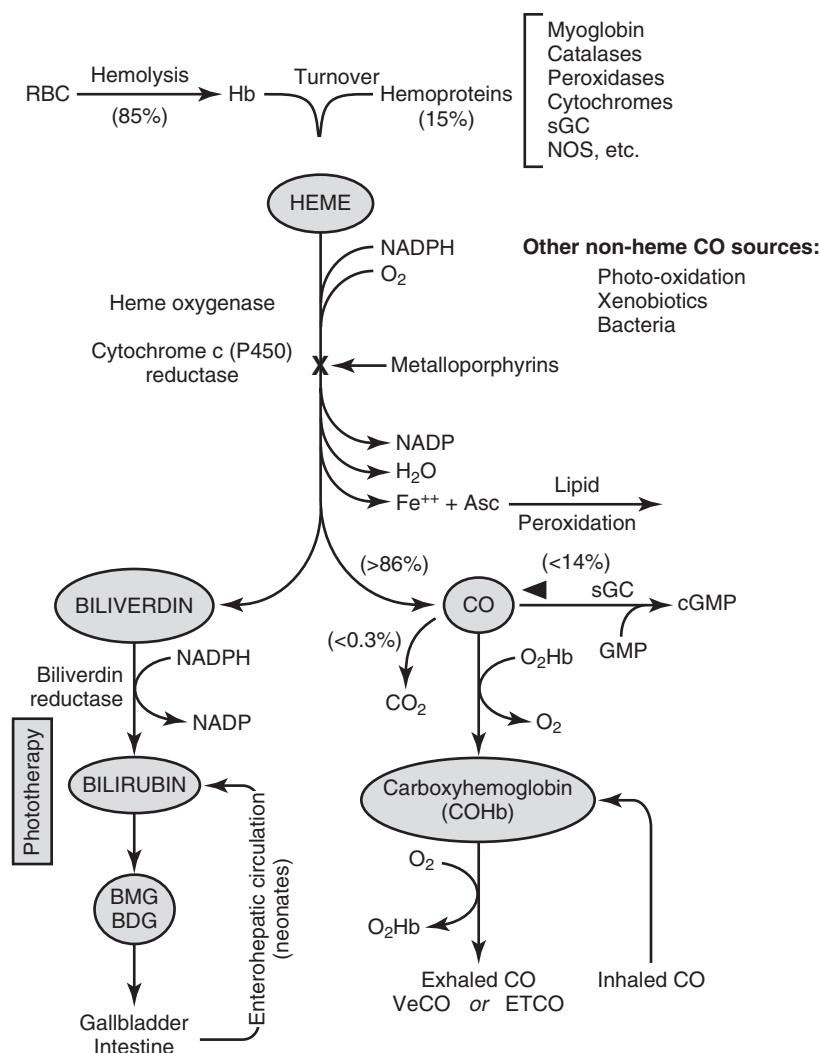 RBC
Hemolysis
(85%)
Hb
Turnover
Hemoproteins
(15%)
Myoglobin
Catalases
Peroxidases
Cytochromes
sGC
NOS, etc.
HEME
NADPH
O₂
Other non-heme CO sources:
Photo-oxidation
Xenobiotics
Bacteria
Heme oxygenase
Cytochrome c (P450)
reductase
X
Metalloporphyrins
NADP
H₂O
Fe⁺⁺ + Asc
Lipid
Peroxidation
(>86%)
(<14%)
BILIVERDIN
CO
sGC
cGMP
GMP
(<0.3%)
CO₂
O₂Hb
O₂
Biliverdin
reductase
NADPH
NADP
Phototherapy
BILIRUBIN
Enterohepatic circulation
(neonates)
Carboxyhemoglobin
(COHb)
BMG
BDG
O₂
O₂Hb
Gallbladder
Intestine
Exhaled CO
VeCO or ETCO
Inhaled CO